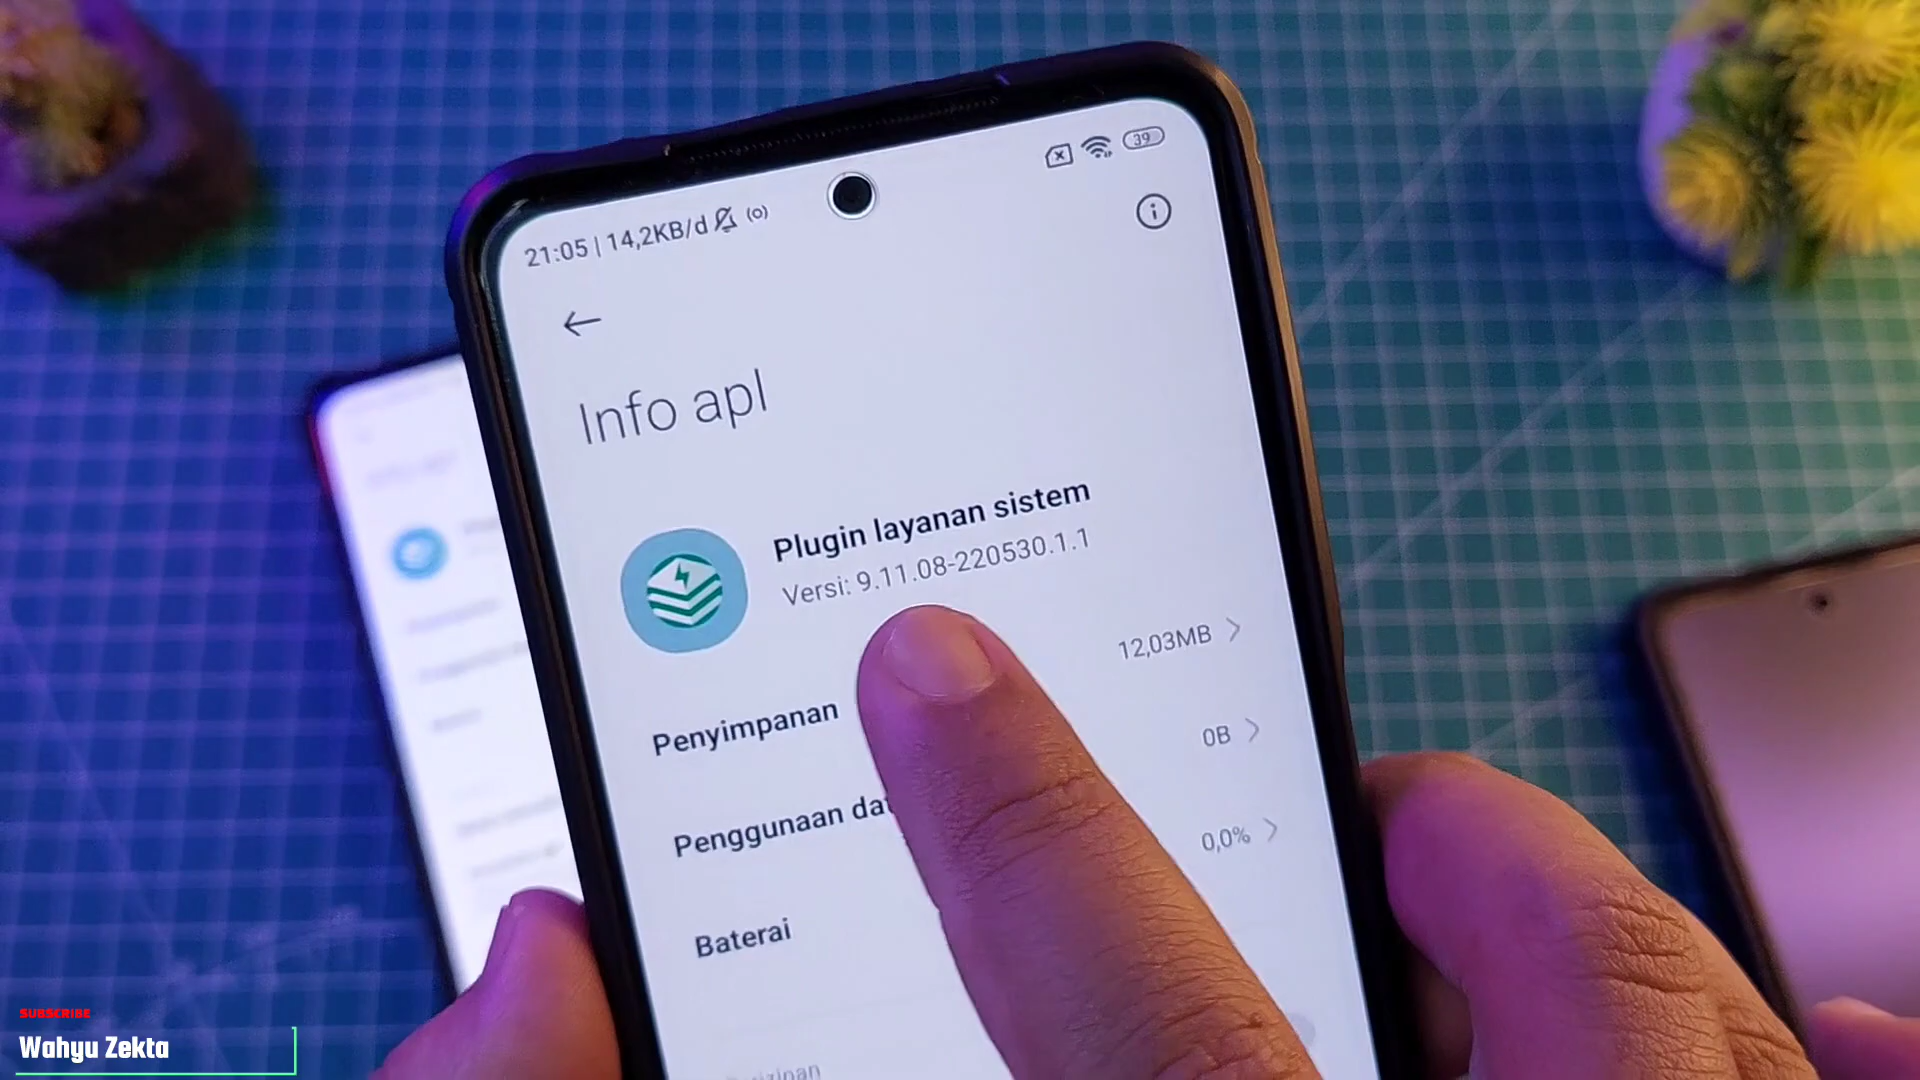 21:05 | 14,2KB/d
39
Info apl
Plugin layanan sistem
Versi: 9.11.08-220530.1.1
Penyimpanan
12,03MB
Penggunaan
0B
Baterai
0,0%
SUBSCRIBE
Wahyu Zekta